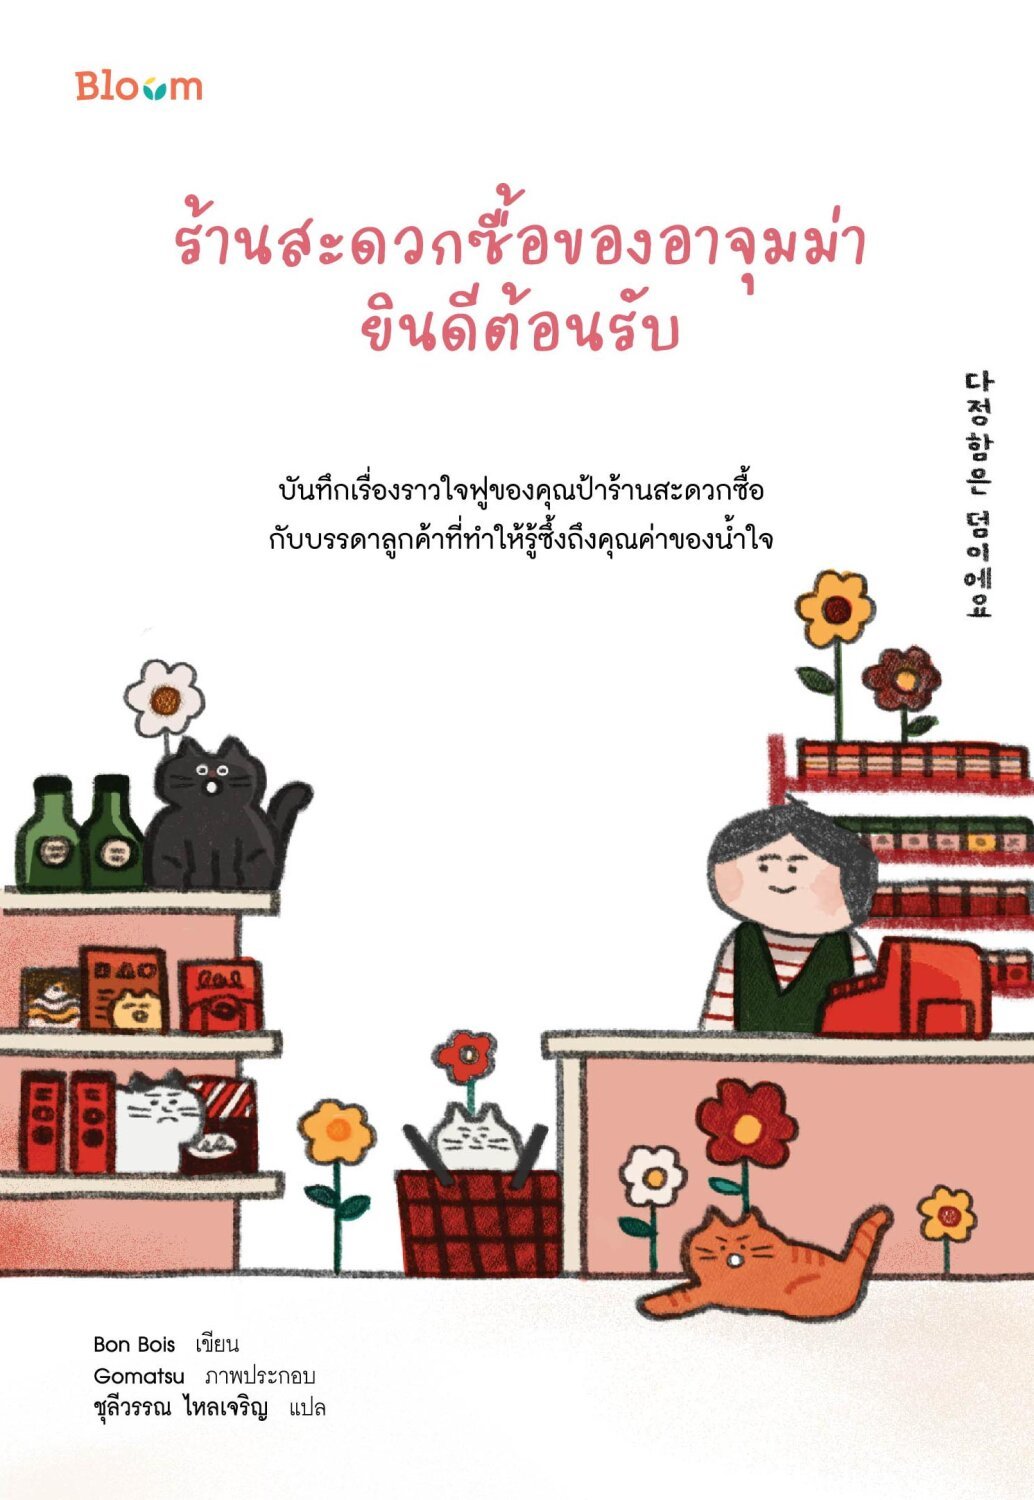 Bloom
ร้านสะดวกซื้อของอาจุมม่า
ยินดีต้อนรับ
다정함의 편의 중여
บันทึกเรื่องราวใจฟูของคุณป้าร้านสะดวกซื้อ
กับบรรดาลูกค้าที่ทำให้รู้ซึ้งถึงคุณค่าของน้ำใจ
Bon Bois เขียน
Gomatsu ภาพประกอบ
ชุลีวรรณ ไหลเจริญ แปล